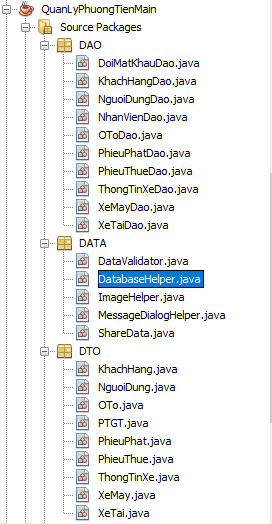 QuanLyPhuongTienMain
Source Packages
DAO
DoiMatKhauDao.java
KhachHangDao.java
NguoiDungDao.java
NhanVienDao.java
OToDao.java
PhieuPhatDao.java
PhieuThueDao.java
ThongTinXeDao.java
XeMayDao.java
XeTaiDao.java
DATA
DataValidator.java
DatabaseHelper.java
ImageHelper.java
MessageDialogHelper.java
ShareData.java
DTO
KhachHang.java
NguoiDung.java
OTo.java
PTGT.java
PhieuPhat.java
PhieuThue.java
ThongTinXe.java
XeMay.java
XeTai.java